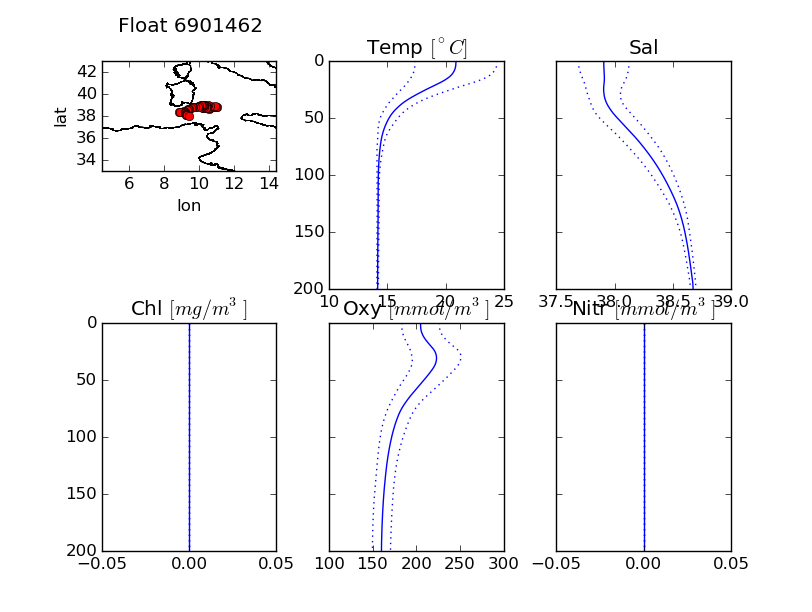 Float 6901462
Temp [°C]
Sal
42
40
38
36
34
lat
6 8 10 12 14
lon
0
50
100
150
200
10 15 20 25
37.5 38.0 38.5 39.0
Chl [mg/m³]
Oxy [mmol/m³]
Nitr [mmol/m³]
0
50
100
150
200
−0.05 0.00 0.05
100 150 200 250 300
−0.05 0.00 0.05